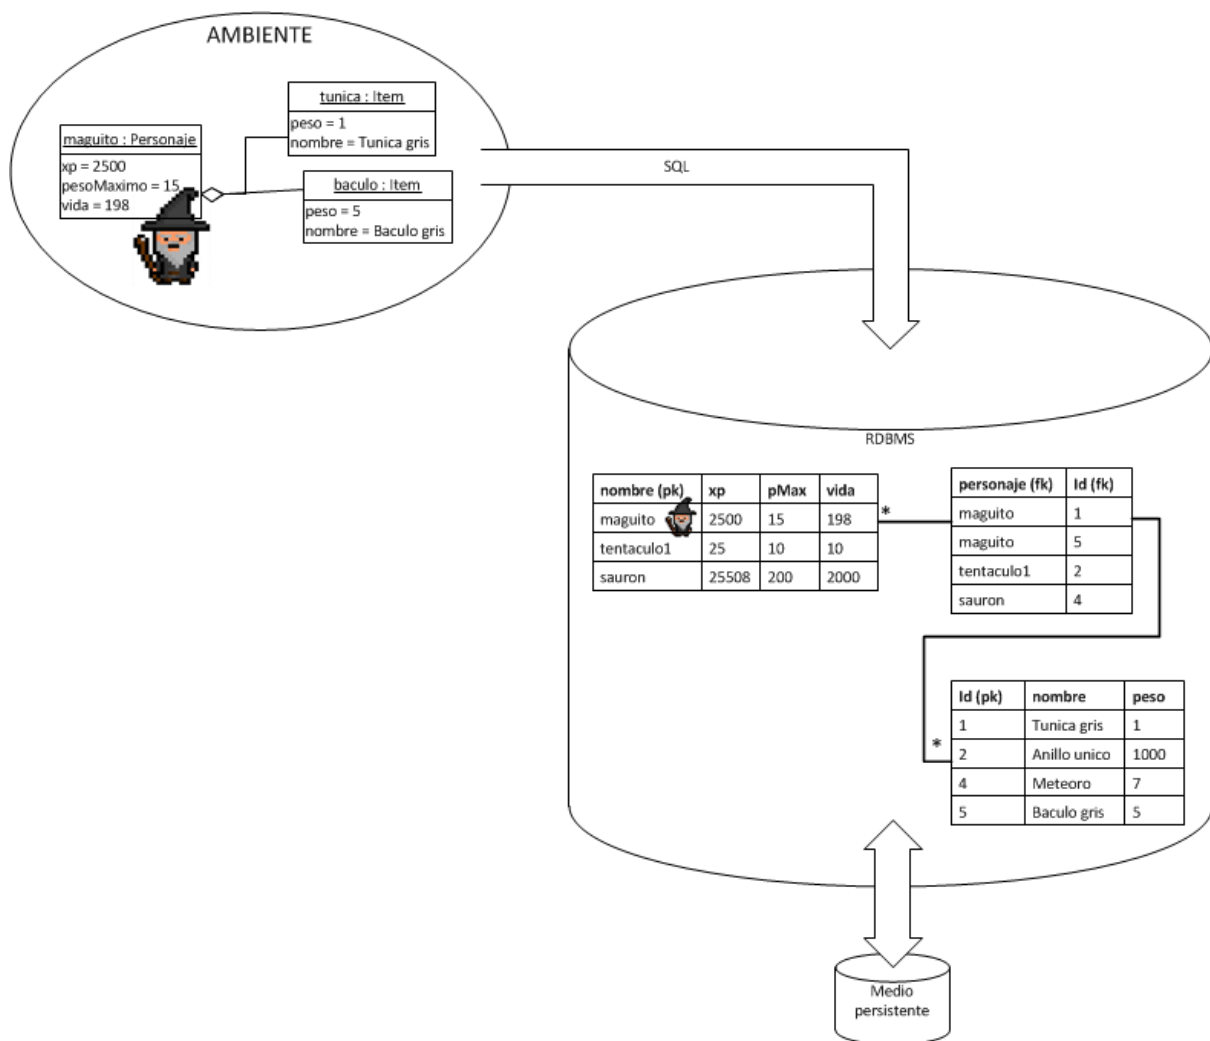 AMBIENTE
tunica : Item
peso = 1
nombre = Tunica gris
maguito : Personaje
xp = 2500
pesoMaximo = 15
vida = 198
baculo : Item
peso = 5
nombre = Baculo gris
SQL
RDBMS
nombre (pk) xp pMax vida
maguito 2500 15 198
tentaculo1 25 10 10
sauron 25508 200 2000
*
personaje (fk) Id (fk)
maguito 1
maguito 5
tentaculo1 2
sauron 4
*
Id (pk) nombre peso
1 Tunica gris 1
2 Anillo unico 1000
4 Meteoro 7
5 Baculo gris 5
Medio
persistente